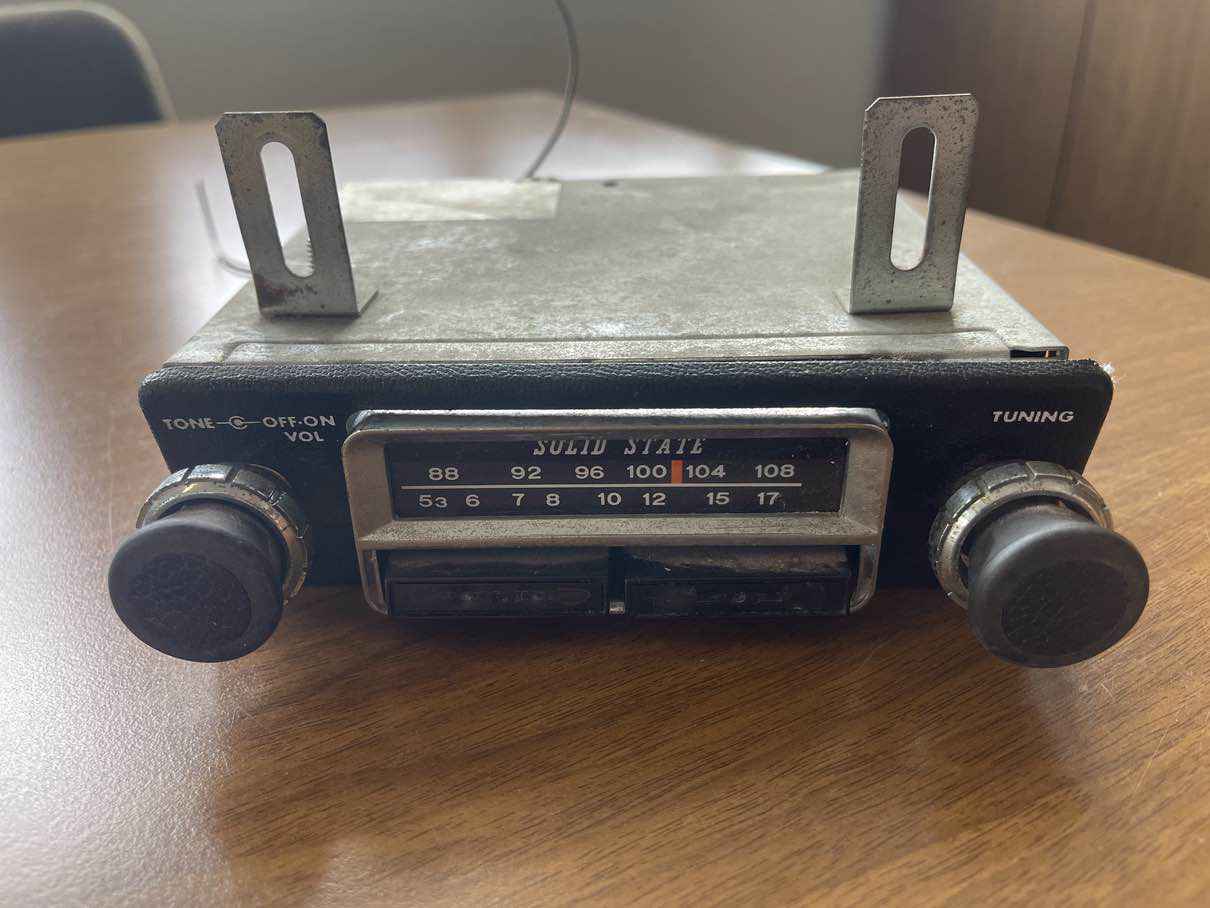 TONE OFF-ON
VOL
SOLID STATE
88 92 96 100 104 108
53 6 7 8 10 12 15 17
TUNING